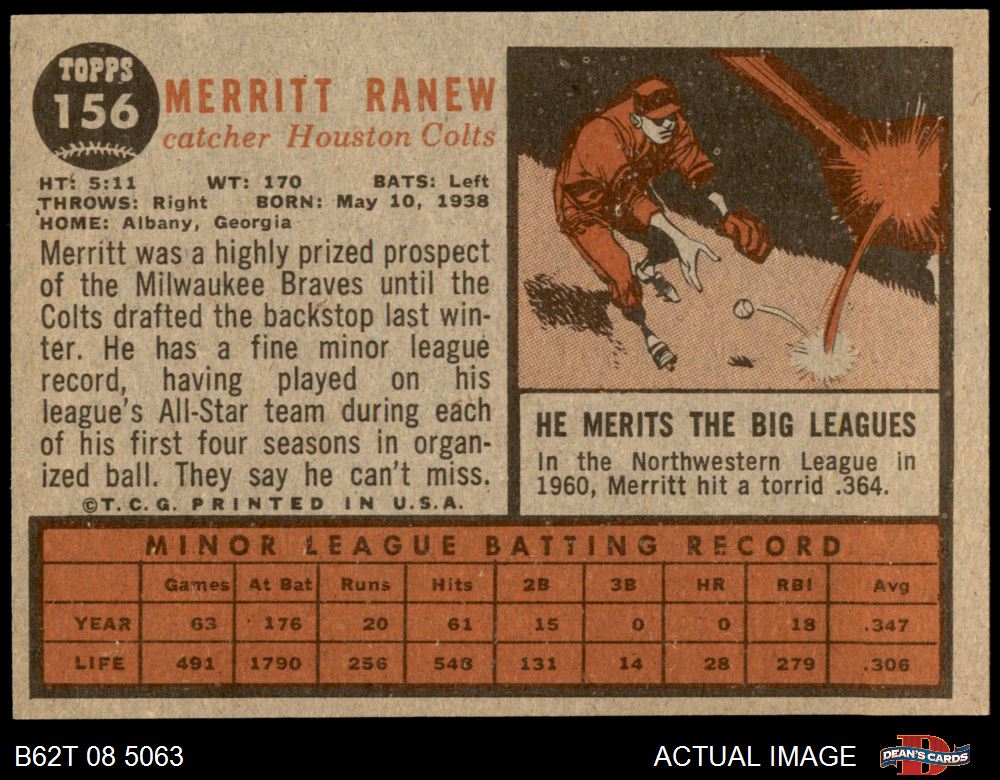 TOPPS
156
MERRITT RANEW
catcher Houston Colts
HT: 5:11 WT: 170 BATS: Left
THROWS: Right BORN: May 10, 1938
HOME: Albany, Georgia
Merritt was a highly prized prospect
of the Milwaukee Braves until the
Colts drafted the backstop last win-
ter. He has a fine minor league
record, having played on his
league's All-Star team during each
of his first four seasons in organ-
ized ball. They say he can't miss.
©T.C.G. PRINTED IN U.S.A.
HE MERITS THE BIG LEAGUES
In the Northwestern League in
1960, Merritt hit a torrid .364.
MINOR LEAGUE BATTING RECORD
Games At Bat Runs Hits 2B 3B HR RBI Avg
YEAR 63 176 20 61 15 0 0 18 .347
LIFE 491 1790 256 548 131 14 28 279 .306
B62T 08 5063 ACTUAL IMAGE DEAN'S CARDS